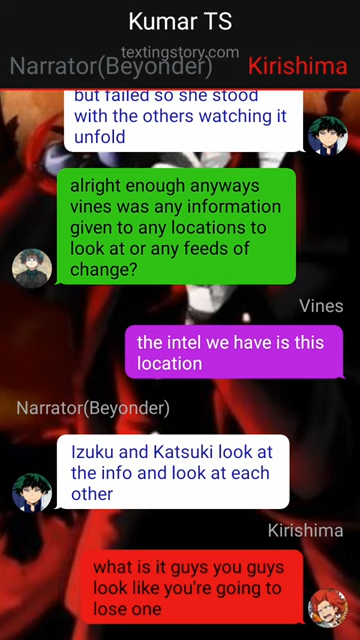 Kumar TS
textingstory.com
Narrator(Beyonder) Kirishima
but failed so she stood
with the others watching it
unfold
alright enough anyways
vines was any information
given to any locations to
look at or any feeds of
change?
Vines
the intel we have is this
location
Narrator(Beyonder)
Izuku and Katsuki look at
the info and look at each
other
Kirishima
what is it guys you guys
look like you're going to
lose one